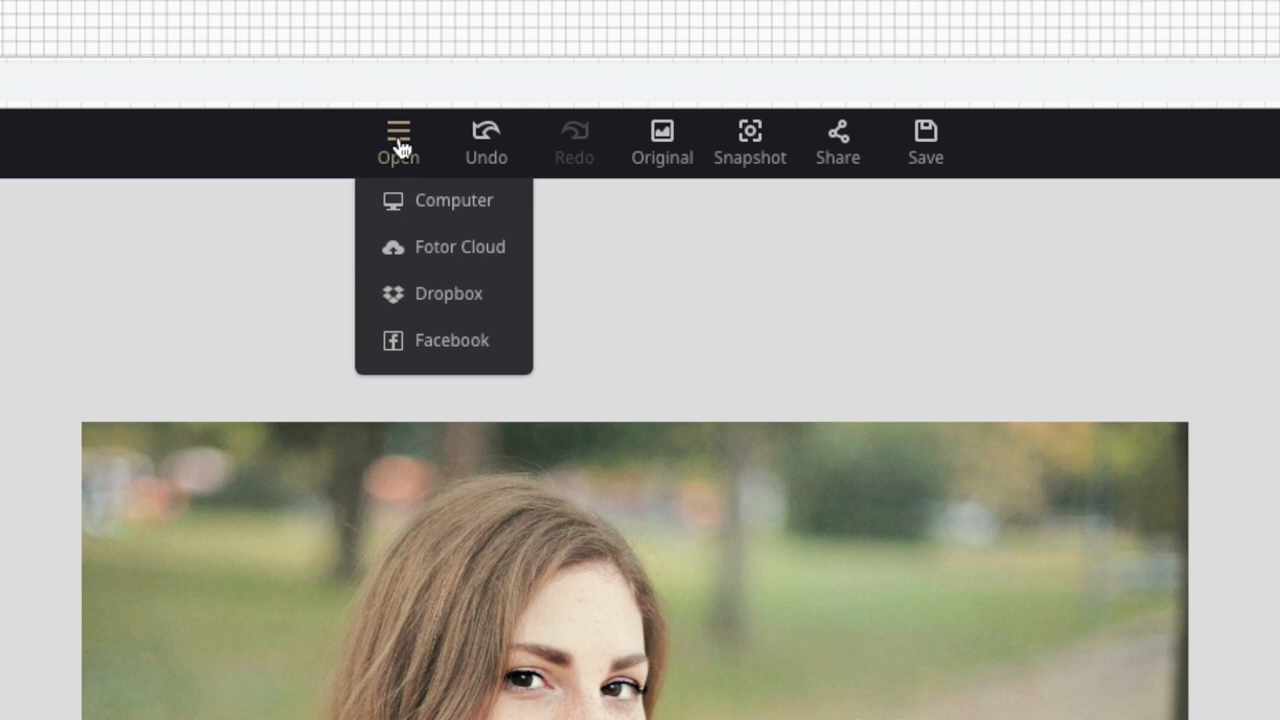 Open Undo Redo Original Snapshot Share Save
Computer
Fotor Cloud
Dropbox
Facebook